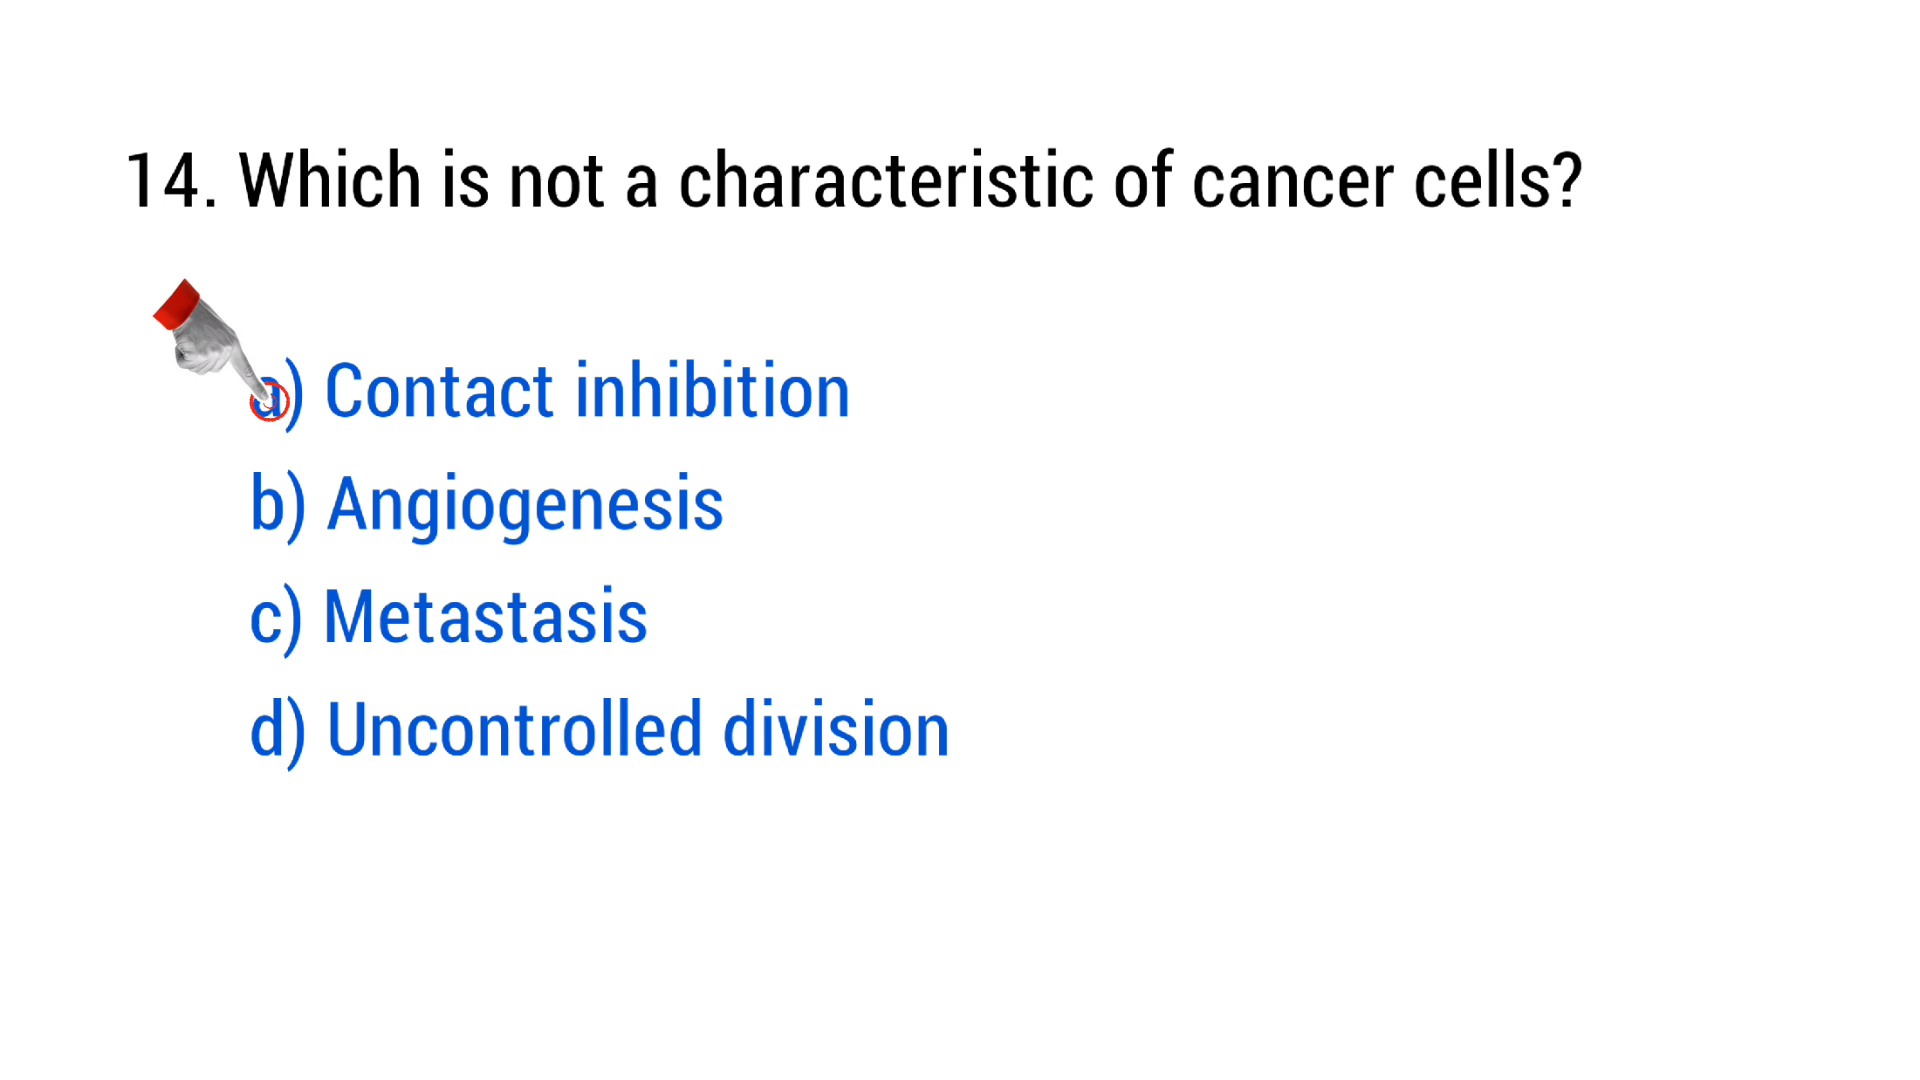 14. Which is not a characteristic of cancer cells?
a) Contact inhibition
b) Angiogenesis
c) Metastasis
d) Uncontrolled division